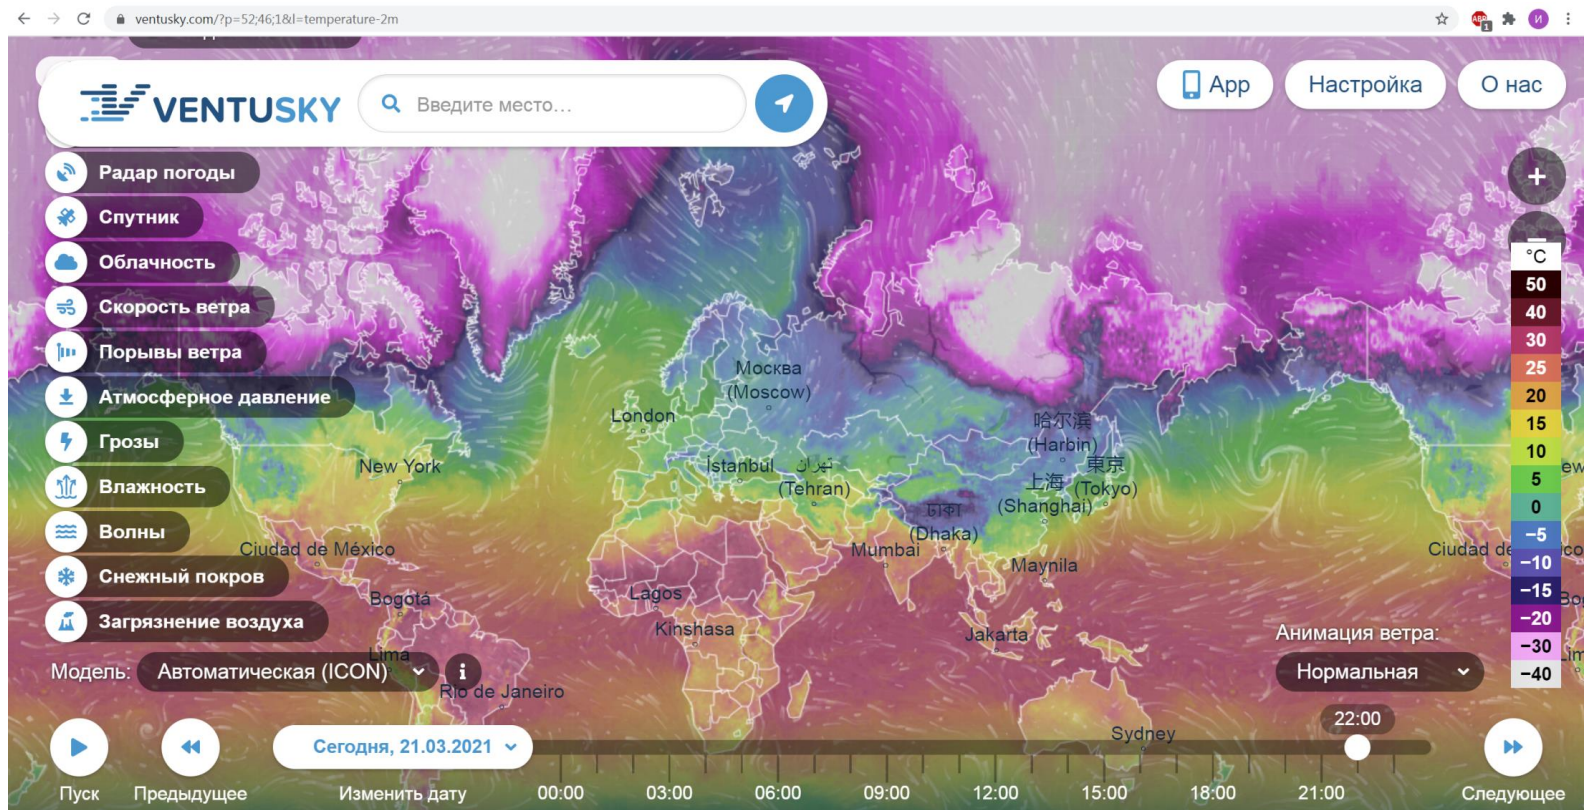 ventusky.com/?p=52;46;1&l=temperature-2m
ABP
1
И
VENTUSKY
Введите место...
App
Настройка
О нас
Радар погоды
Спутник
Облачность
Скорость ветра
Порывы ветра
Атмосферное давление
Грозы
Влажность
Волны
Снежный покров
Загрязнение воздуха
Модель:
Автоматическая (ICON)
i
Москва
(Moscow)
London
New York
İstanbul
تهران
(Tehran)
哈尔滨
(Harbin)
東京
(Tokyo)
上海
(Shanghai)
ঢাকা
(Dhaka)
Mumbai
Maynila
Ciudad de México
Bogotá
Lagos
Kinshasa
Jakarta
Lima
Rio de Janeiro
Sydney
Ciudad de
+
−
°C
50
40
30
25
20
15
10
5
0
−5
−10
−15
−20
−30
−40
Анимация ветра:
Нормальная
22:00
Сегодня, 21.03.2021
Пуск
Предыдущее
Изменить дату
00:00
03:00
06:00
09:00
12:00
15:00
18:00
21:00
Следующее